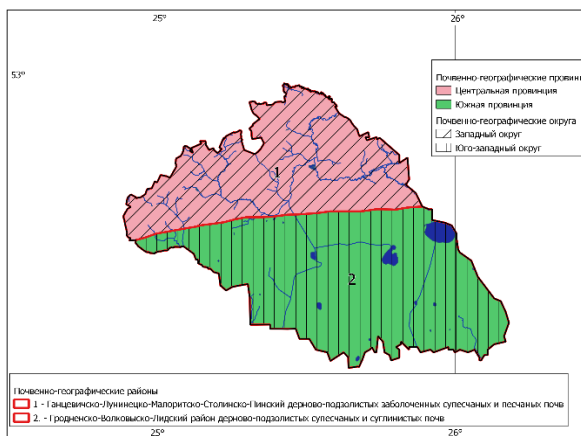 25° 26°
53°
Почвенно-географические провинции
Центральная провинция
Южная провинция
Почвенно-географические округа
Западный округ
Юго-западный округ
1
2
Почвенно-географические районы
1 - Ганцевичско-Лунинецко-Малоритско-Столинско-Пинский дерново-подзолистых заболоченных супесчаных и песчаных почв
2. - Гродненско-Волковыско-Лидский район дерново-подзолистых супесчаных и суглинистых почв
25° 26°